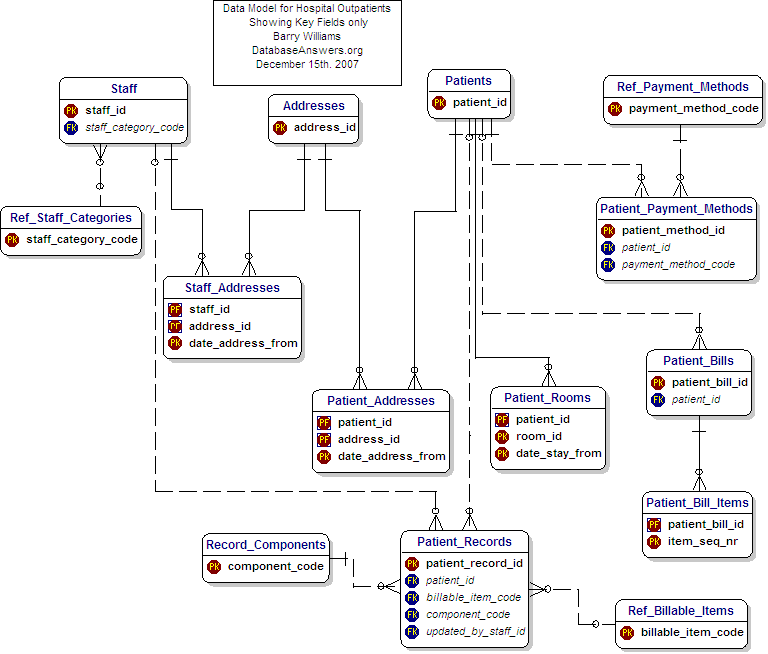 Data Model for Hospital Outpatients
Showing Key Fields only
Barry Williams
DatabaseAnswers.org
December 15th. 2007
Staff
PK staff_id
FK staff_category_code
Addresses
PK address_id
Patients
PK patient_id
Ref_Payment_Methods
PK payment_method_code
Ref_Staff_Categories
PK staff_category_code
Patient_Payment_Methods
PK patient_method_id
FK patient_id
FK payment_method_code
Staff_Addresses
PF staff_id
PF address_id
PK date_address_from
Patient_Addresses
PF patient_id
PF address_id
PK date_address_from
Patient_Rooms
PF patient_id
PK room_id
PK date_stay_from
Patient_Bills
PK patient_bill_id
FK patient_id
Patient_Bill_Items
PF patient_bill_id
PK item_seq_nr
Record_Components
PK component_code
Patient_Records
PK patient_record_id
FK patient_id
FK billable_item_code
FK component_code
FK updated_by_staff_id
Ref_Billable_Items
PK billable_item_code